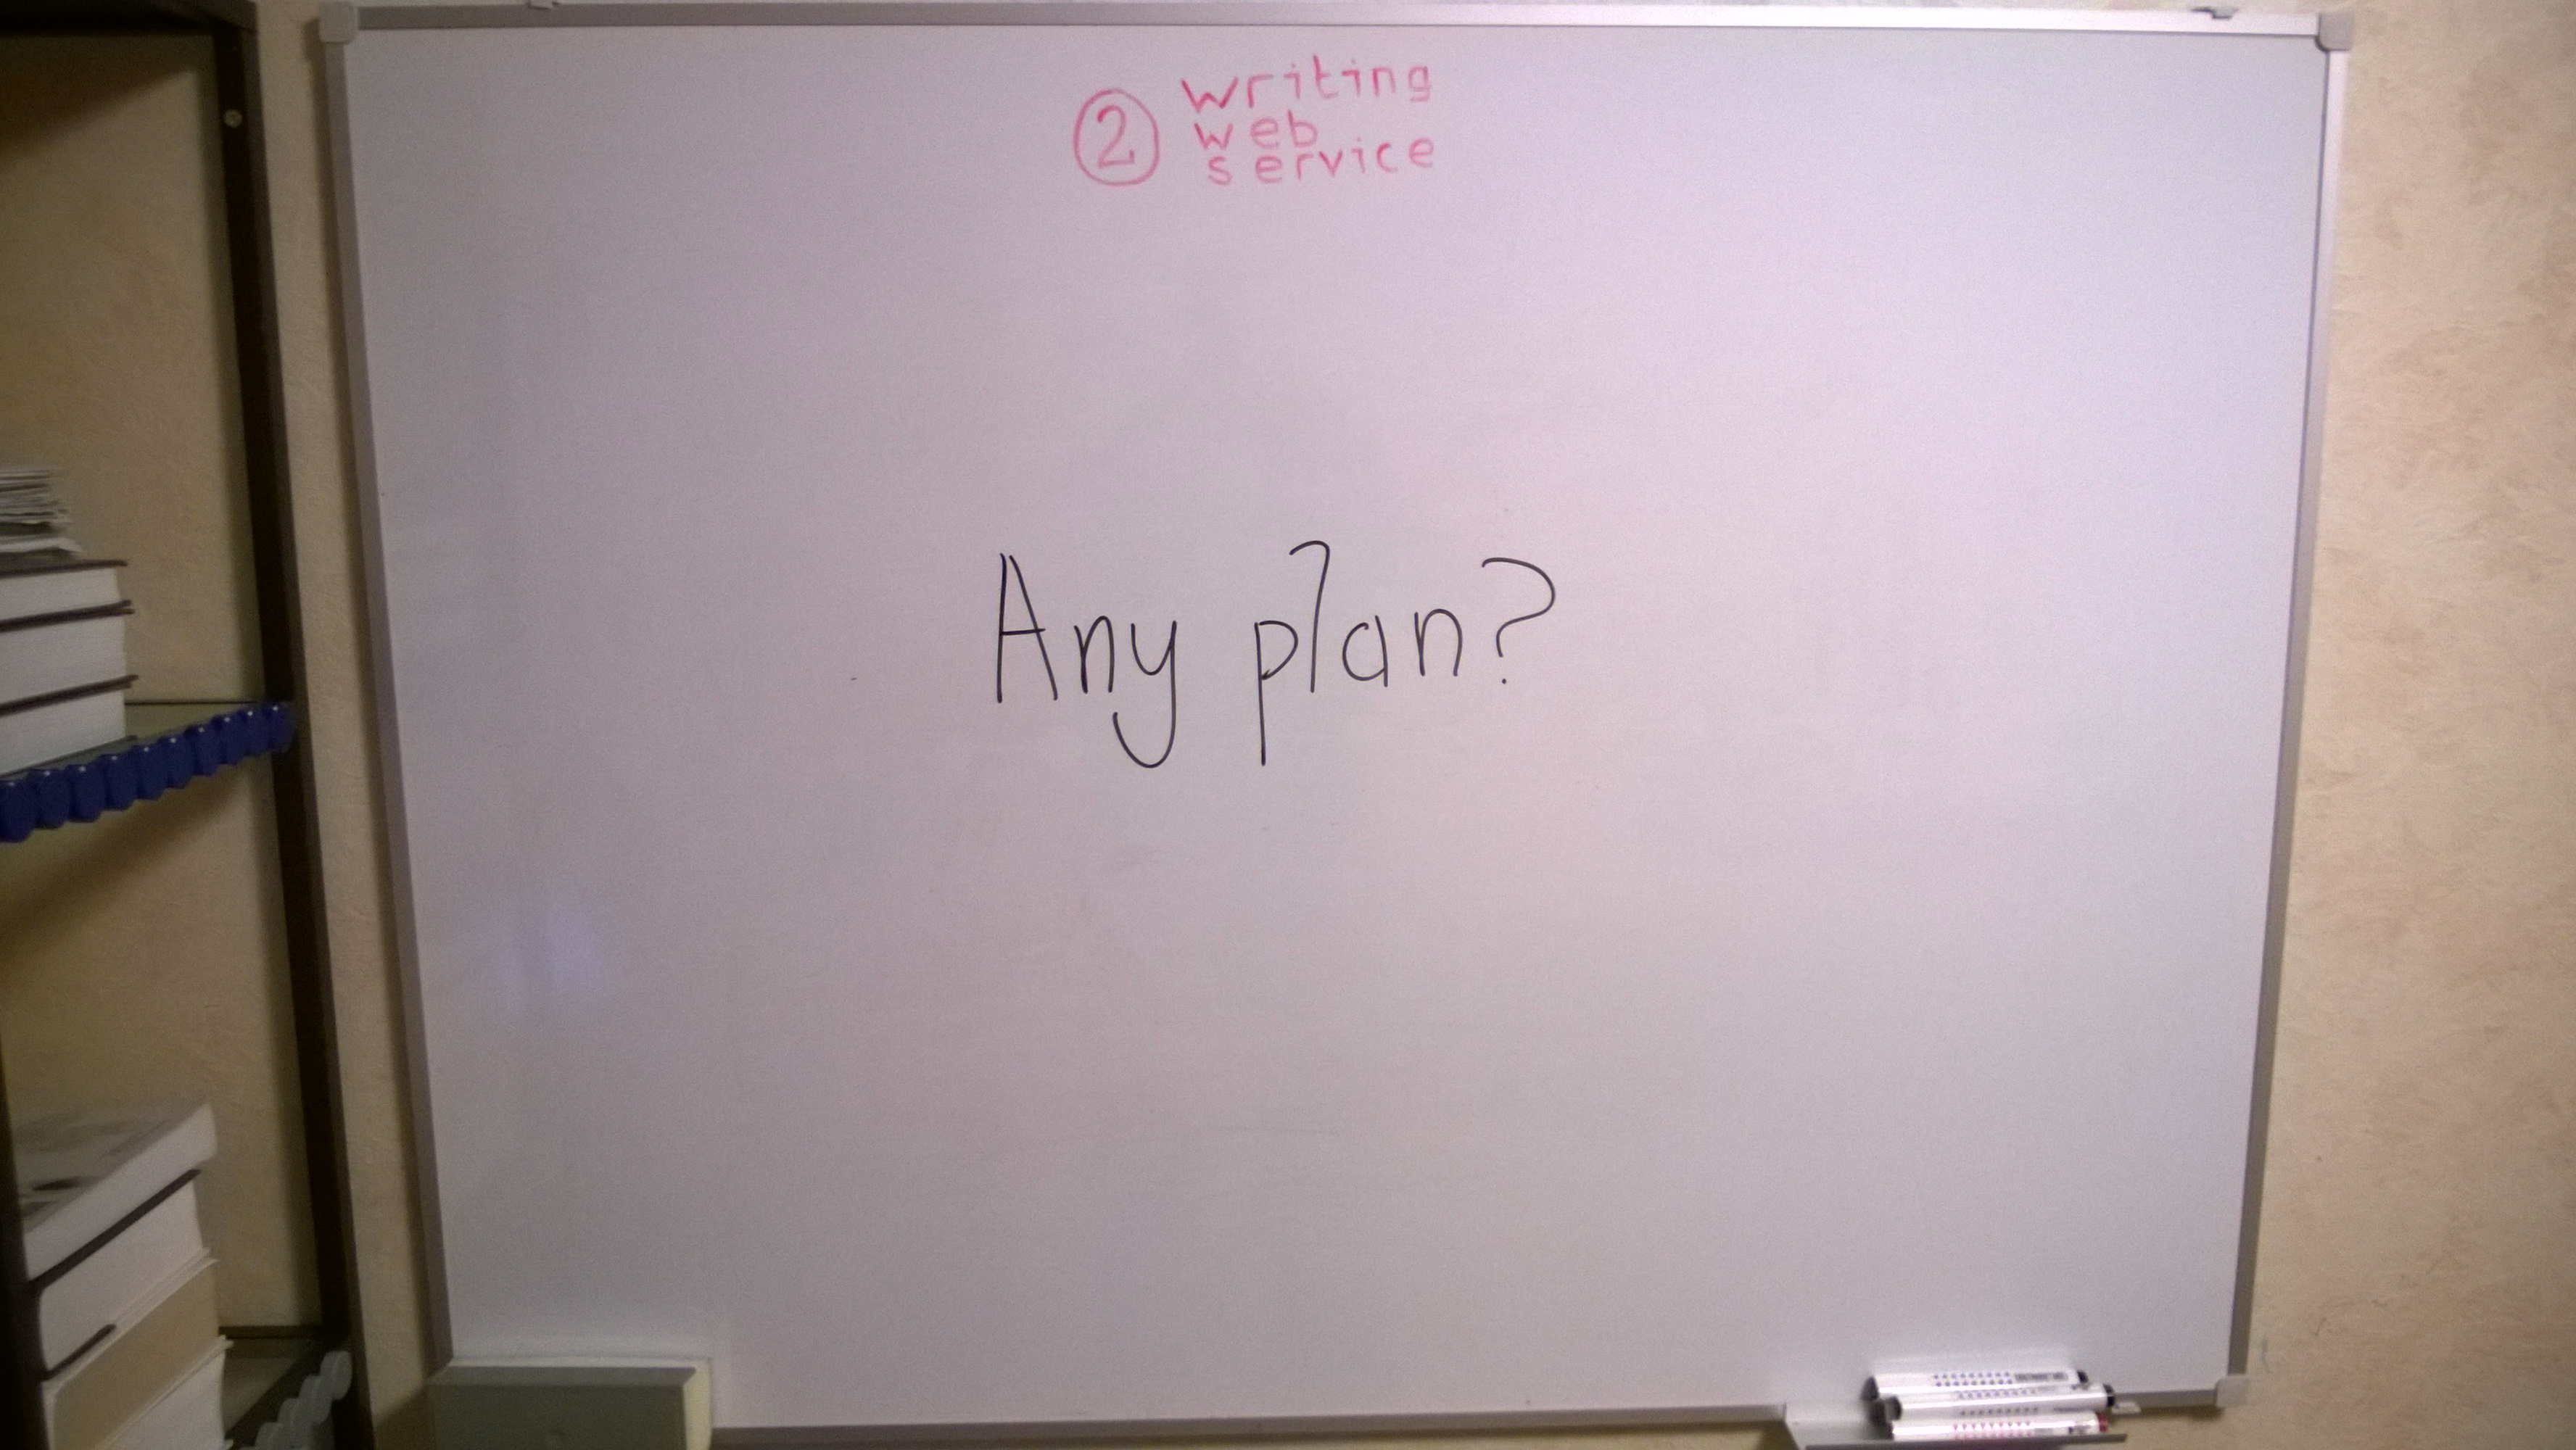 ② writing
web
service
Any plan?